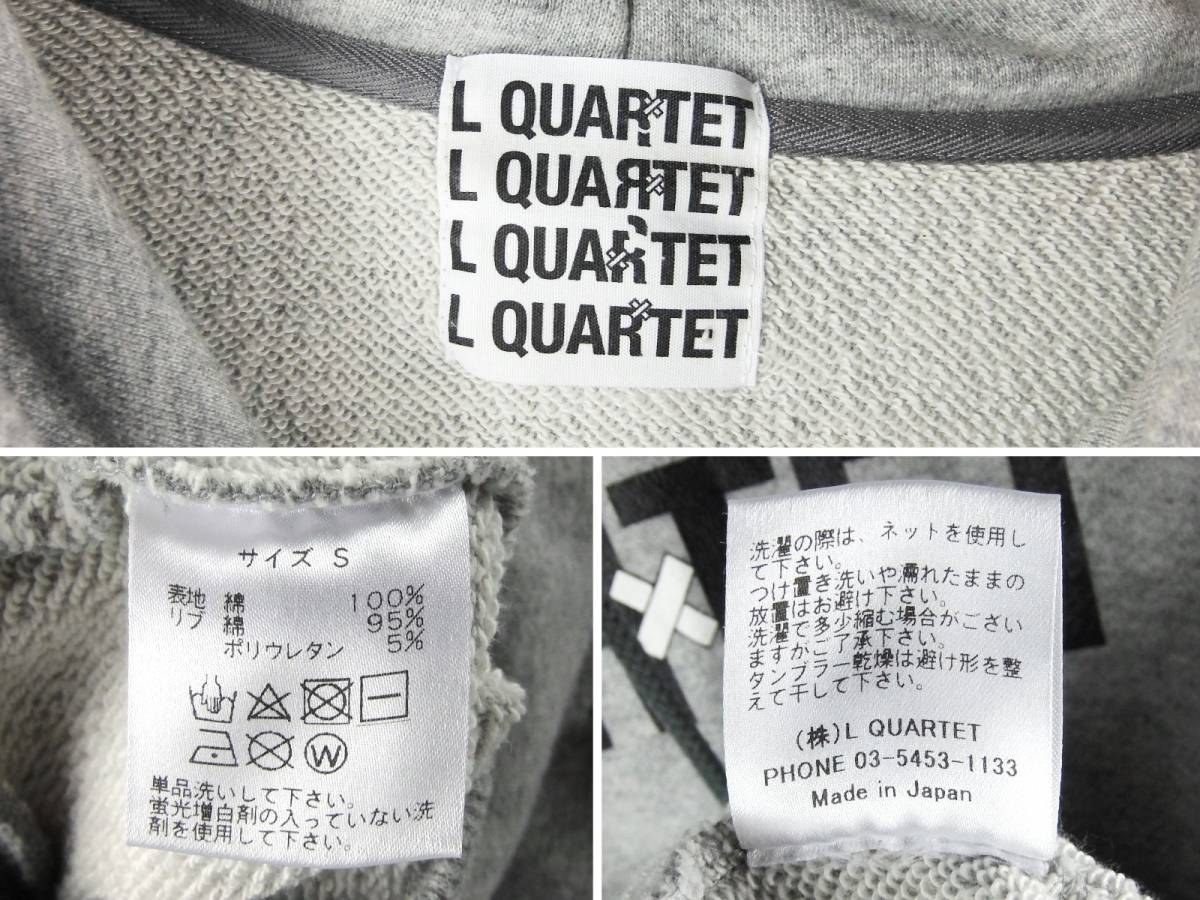 L QUARTET
L QUARTET
L QUARTET
L QUARTET
サイズ S
表地 綿 100%
リブ 綿 95%
ポリウレタン 5%
W
単品洗いして下さい。
蛍光増白剤の入っていない洗
剤を使用して下さい。
洗濯の際は、ネットを使用し
て下さい。
つけ置き洗いや濡れたままの
放置はお避け下さい。
洗濯で多少縮む場合がござい
ますがご了承下さい。
タンブラー乾燥は避け形を整
えて干して下さい。
(株)L QUARTET
PHONE 03-5453-1133
Made in Japan